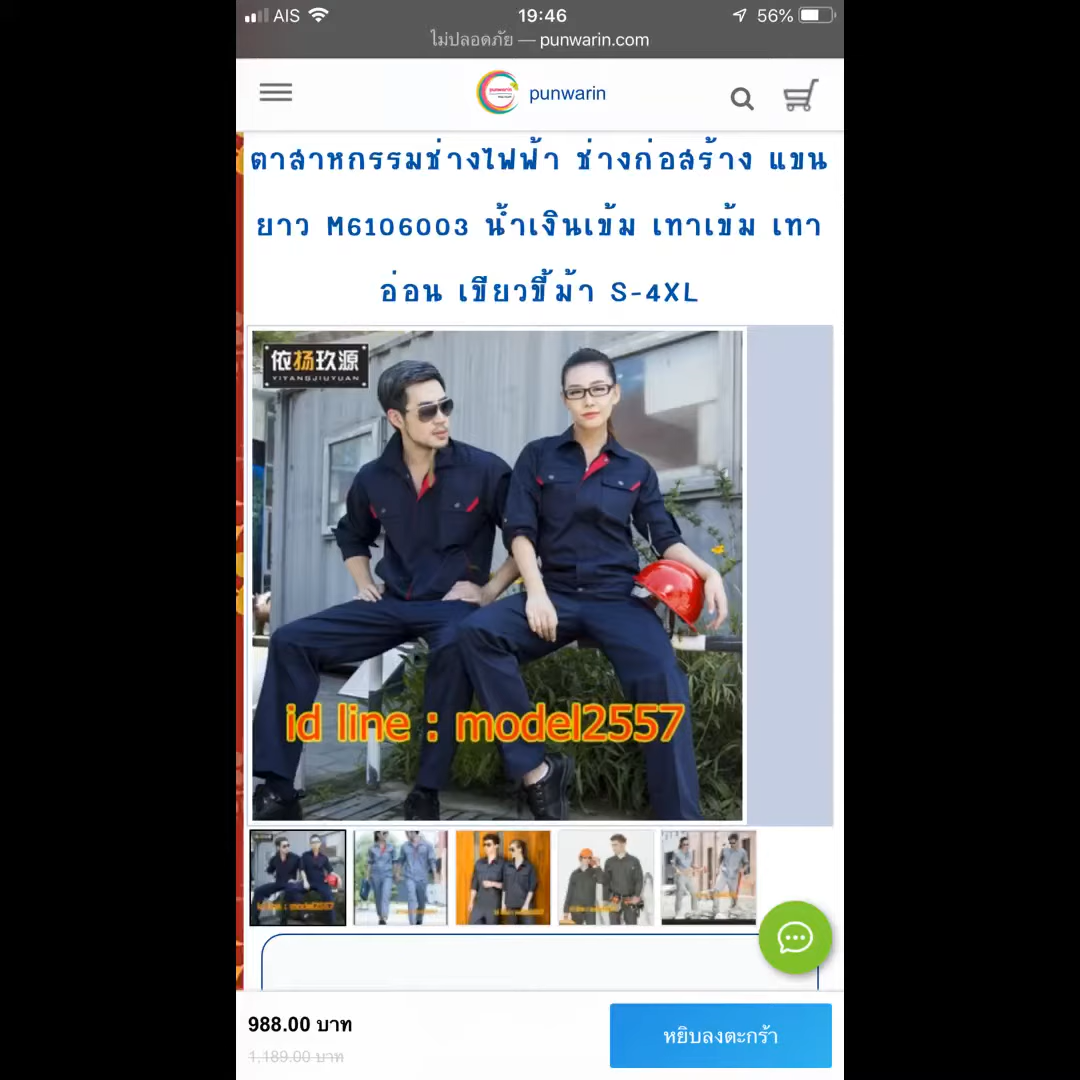 AIS
19:46
56%
ไม่ปลอดภัย — punwarin.com
punwarin
punwarin
ตาสาหกรรมช่างไฟฟ้า ช่างก่อสร้าง แขน
ยาว M6106003 น้ำเงินเข้ม เทาเข้ม เทา
อ่อน เขียวขี้ม้า S-4XL
依扬玖源
YIYANGJIUYUAN
id line : model2557
id line : model2557
988.00 บาท
1,189.00 บาท
หยิบลงตะกร้า